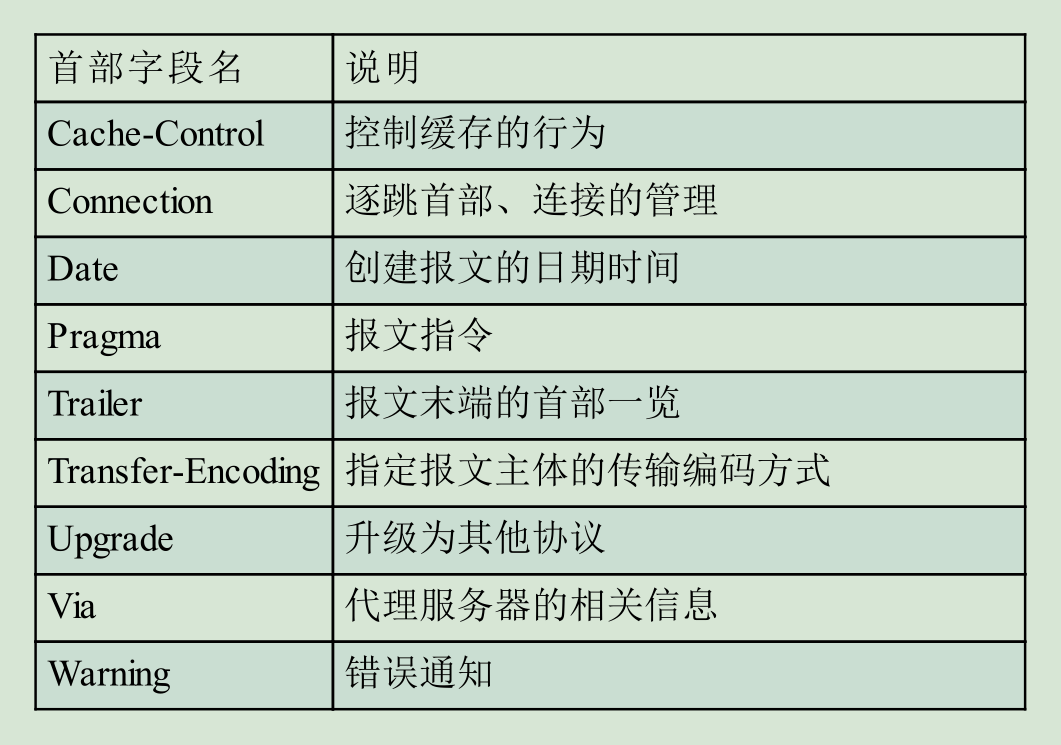 首部字段名 说明
Cache-Control 控制缓存的行为
Connection 逐跳首部、连接的管理
Date 创建报文的日期时间
Pragma 报文指令
Trailer 报文末端的首部一览
Transfer-Encoding 指定报文主体的传输编码方式
Upgrade 升级为其他协议
Via 代理服务器的相关信息
Warning 错误通知